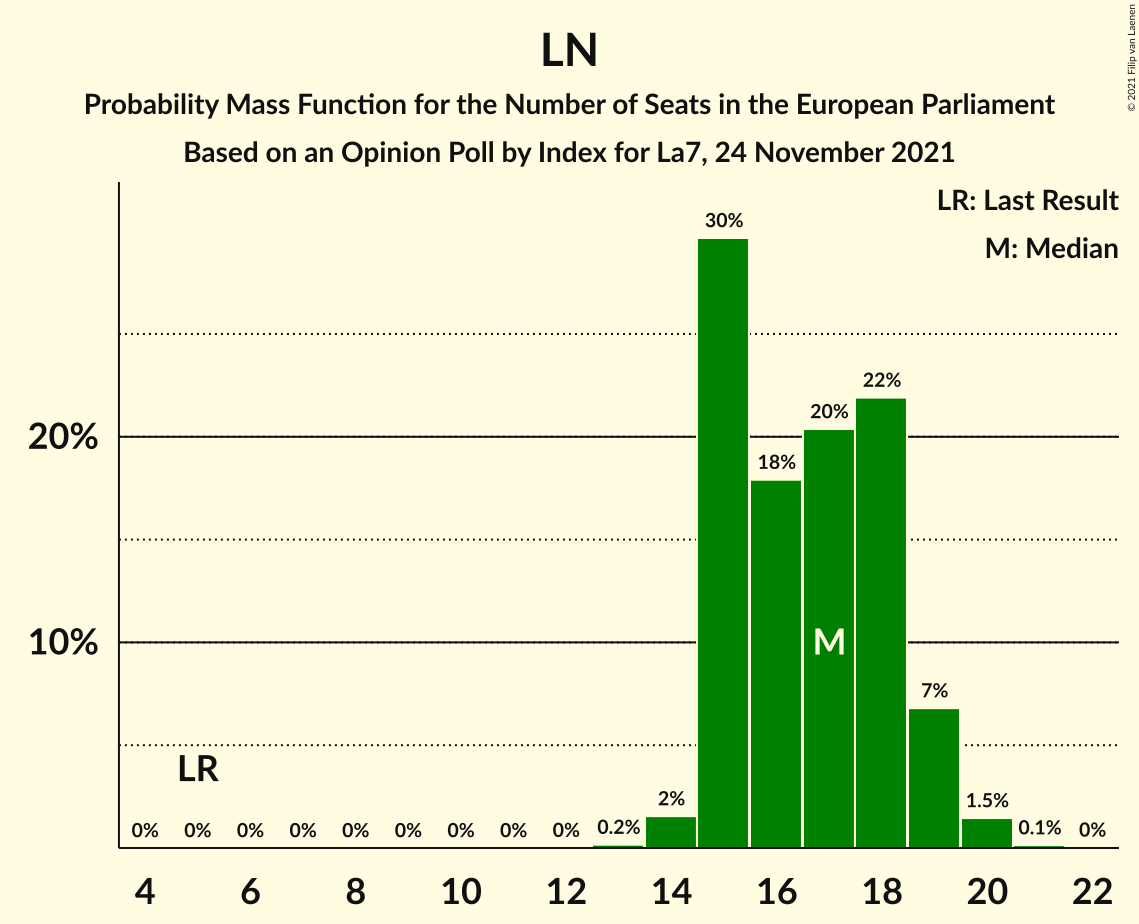 LN
Probability Mass Function for the Number of Seats in the European Parliament
Based on an Opinion Poll by Index for La7, 24 November 2021
© 2021 Filip van Laenen
LR: Last Result
M: Median
30%
22%
20%
18%
20%
10%
M
7%
LR
2%
1.5%
0% 0% 0% 0% 0% 0% 0% 0% 0% 0.2% 0.1% 0%
4 6 8 10 12 14 16 18 20 22